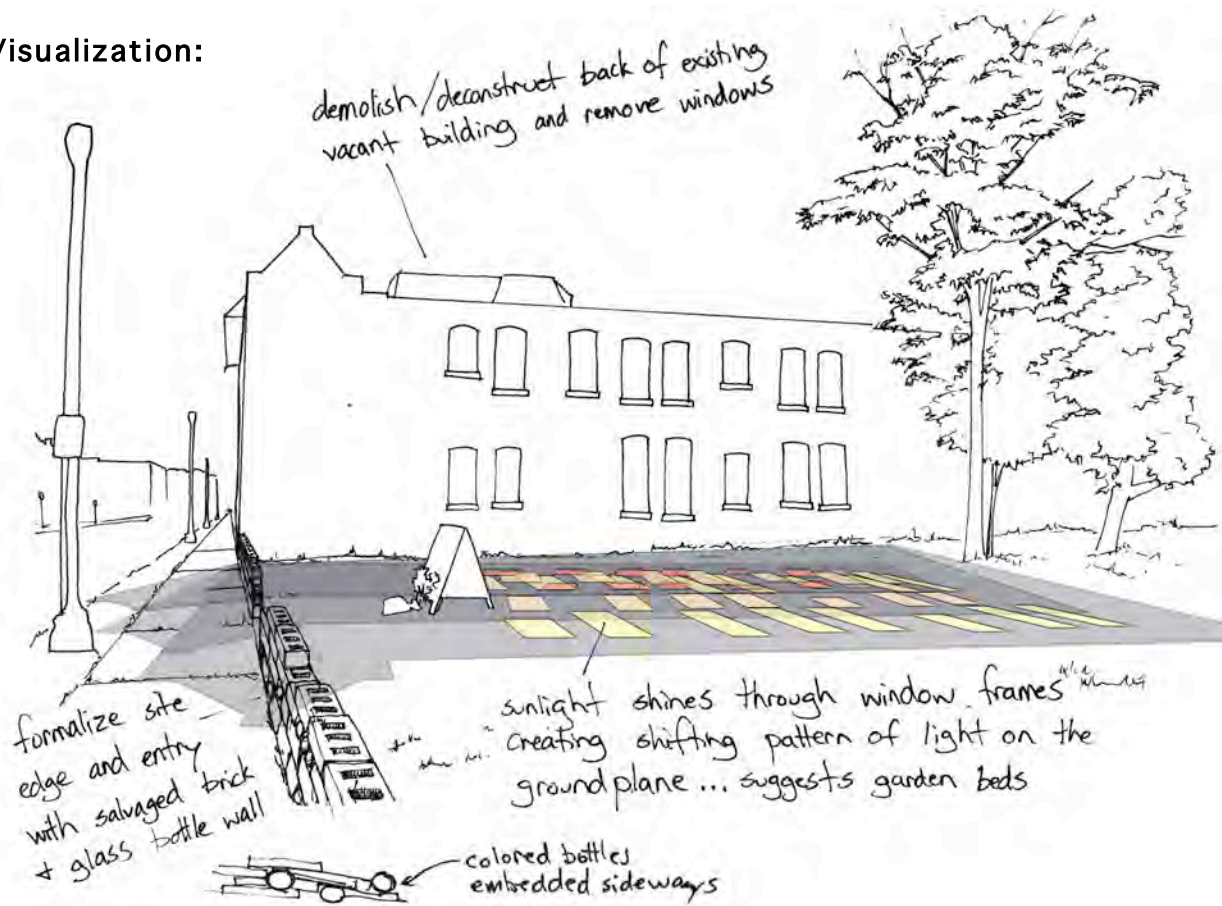 Visualization:
demolish/deconstruct back of existing
vacant building and remove windows
sunlight shines through window frames
creating shifting pattern of light on the
ground plane... suggests garden beds
formalize site
edge and entry
with salvaged brick
+ glass bottle wall
colored bottles
embedded sideways